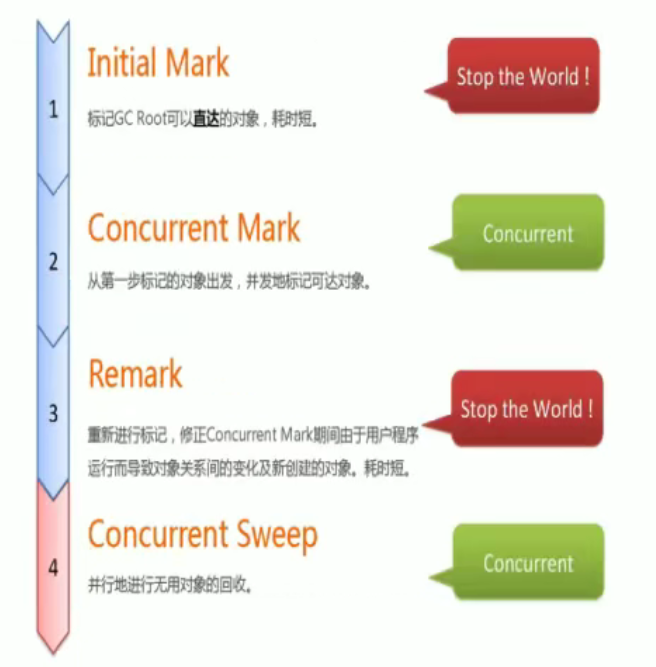 Initial Mark
Stop the World !
1
标记GC Root可以直达的对象，耗时短。
Concurrent Mark
Concurrent
2
从第一步标记的对象出发，并发地标记可达对象。
Remark
Stop the World !
3
重新进行标记，修正Concurrent Mark期间由于用户程序
运行而导致对象关系间的变化及新创建的对象。耗时短。
Concurrent Sweep
Concurrent
4
并行地进行无用对象的回收。